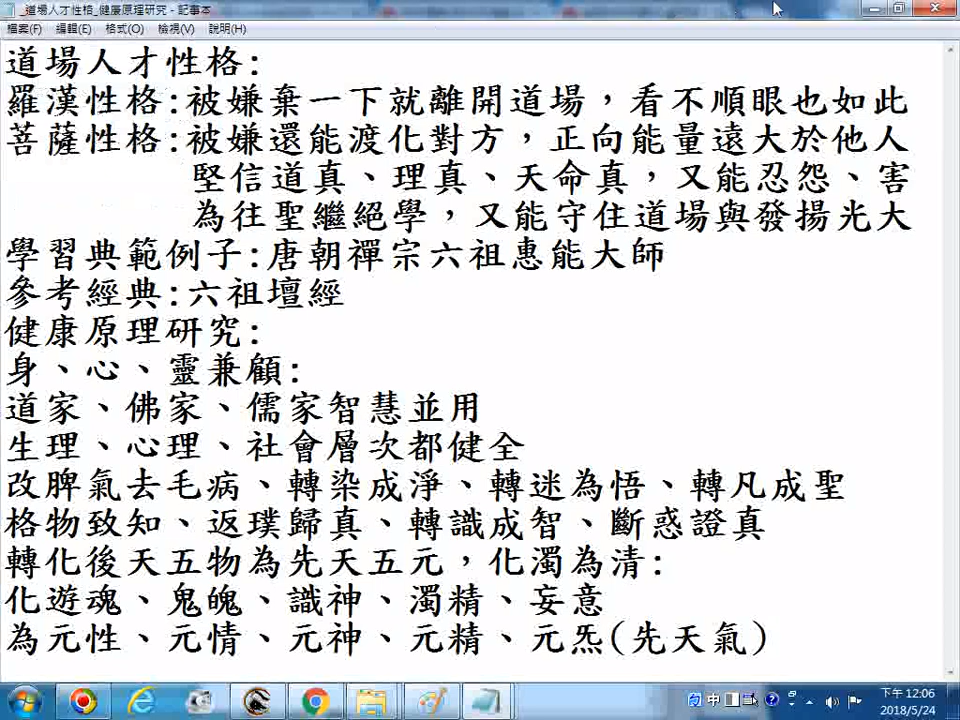 _道場人才性格_健康原理研究 - 記事本
檔案(F) 編輯(E) 格式(O) 檢視(V) 說明(H)
道場人才性格:
羅漢性格:被嫌棄一下就離開道場，看不順眼也如此
菩薩性格:被嫌還能渡化對方，正向能量遠大於他人
堅信道真、理真、天命真，又能忍怨、害
為往聖繼絕學，又能守住道場與發揚光大
學習典範例子:唐朝禪宗六祖惠能大師
參考經典:六祖壇經
健康原理研究:
身、心、靈兼顧:
道家、佛家、儒家智慧並用
生理、心理、社會層次都健全
改脾氣去毛病、轉染成淨、轉迷為悟、轉凡成聖
格物致知、返璞歸真、轉識成智、斷惑證真
轉化後天五物為先天五元，化濁為清:
化遊魂、鬼魄、識神、濁精、妄意
為元性、元情、元神、元精、元炁(先天氣)
中
下午 12:06
2018/5/24